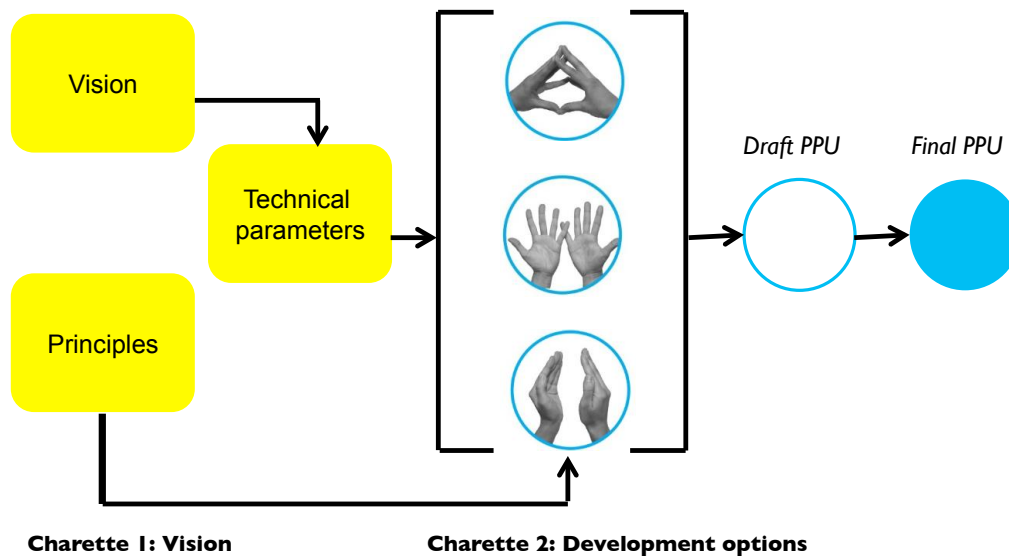 Vision
Technical
parameters
Principles
Draft PPU
Final PPU
Charette 1: Vision
Charette 2: Development options